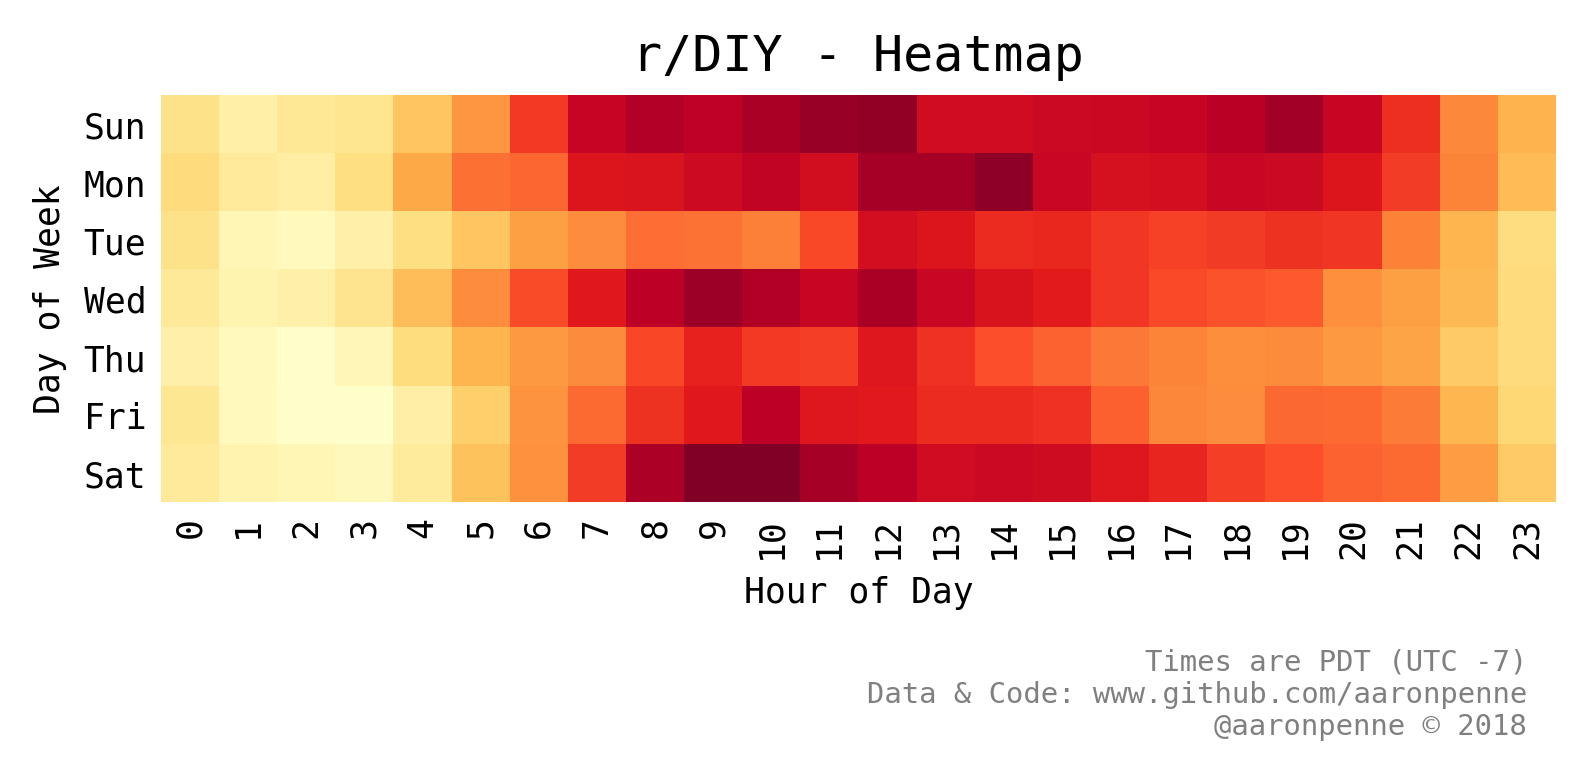 r/DIY - Heatmap
Day of Week
Sun
Mon
Tue
Wed
Thu
Fri
Sat
0 1 2 3 4 5 6 7 8 9 10 11 12 13 14 15 16 17 18 19 20 21 22 23
Hour of Day
Times are PDT (UTC -7)
Data & Code: www.github.com/aaronpenne
@aaronpenne © 2018